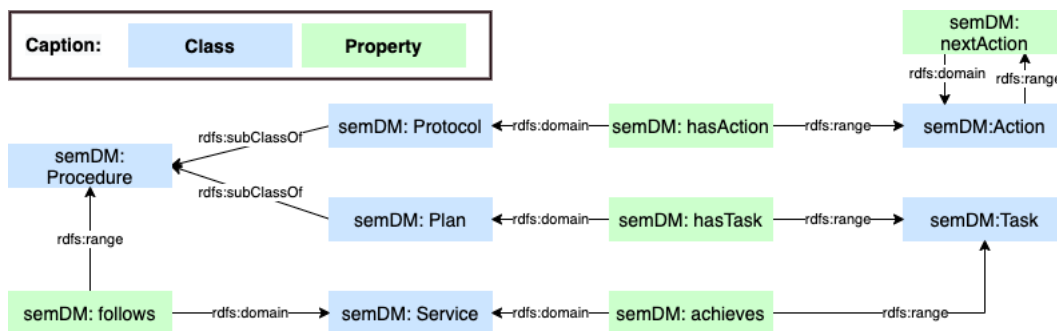 Caption:
Class
Property
semDM:
nextAction
rdfs:domain
rdfs:range
semDM: Protocol
rdfs:domain
semDM: hasAction
rdfs:range
semDM:Action
rdfs:subClassOf
semDM:
Procedure
rdfs:subClassOf
semDM: Plan
rdfs:domain
semDM: hasTask
rdfs:range
semDM:Task
rdfs:range
semDM: follows
rdfs:domain
semDM: Service
rdfs:domain
semDM: achieves
rdfs:range